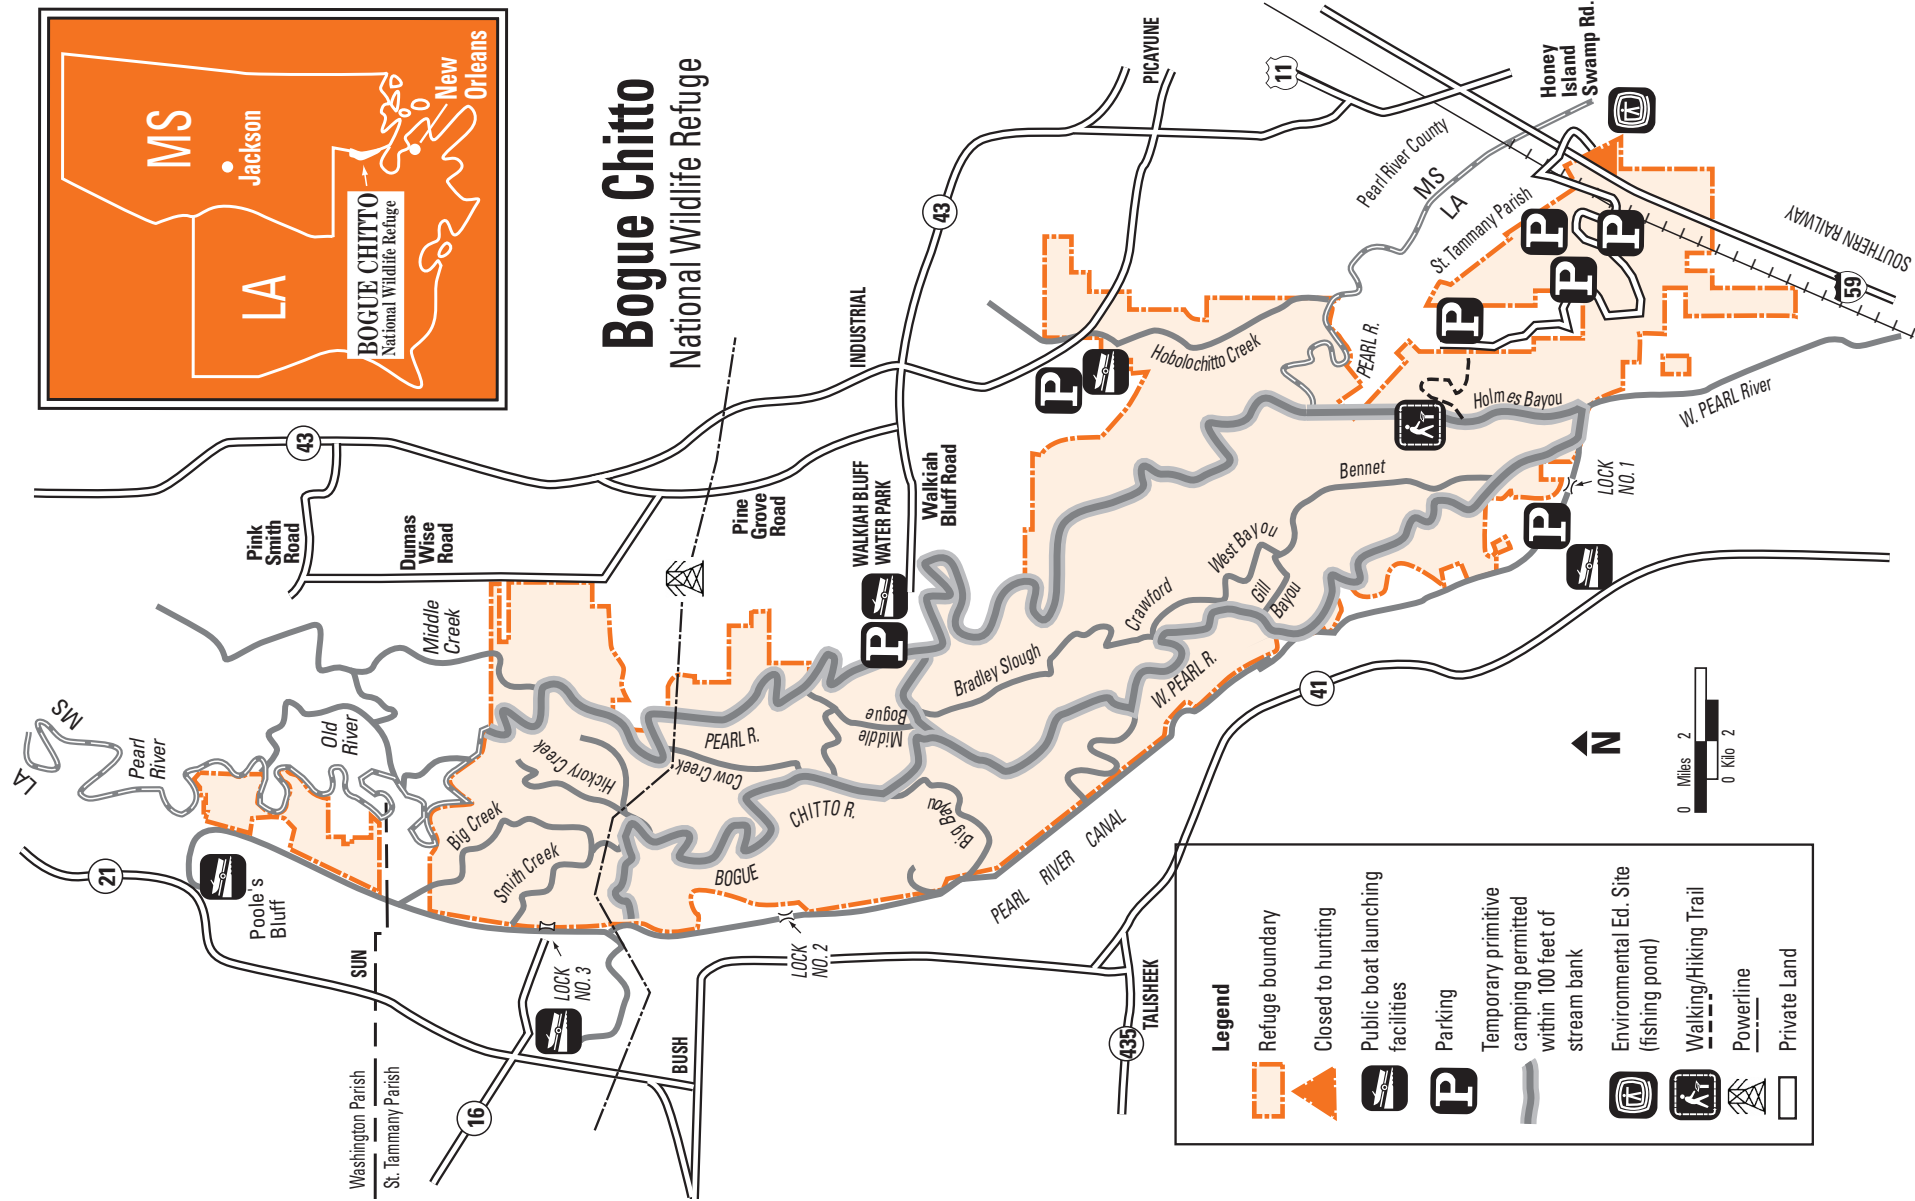 Bogue Chitto
National Wildlife Refuge
MS
Jackson
LA
New
Orleans
BOGUE CHITTO
National Wildlife Refuge
LA
MS
Pearl
River
Old
River
Middle
Creek
Pink
Smith
Road
Dumas
Wise
Road
Pine
Grove
Road
43
INDUSTRIAL
WALKIAH BLUFF
WATER PARK
Walkiah
Bluff Road
43
PICAYUNE
11
Honey
Island
Swamp Rd.
Pearl River County
MS
LA
St. Tammany Parish
SOUTHERN RAILWAY
59
Hobolochitto Creek
PEARL R.
Holmes Bayou
W. PEARL River
Bennet
LOCK
NO. 1
West Bayou
Gill
Bayou
Crawford
Bradley Slough
W. PEARL R.
Middle
Bogue
PEARL R.
Cow Creek
Hickory Creek
Big Creek
Smith Creek
CHITTO R.
BOGUE
Big Bayou
PEARL RIVER CANAL
41
21
Poole's
Bluff
SUN
Washington Parish
St. Tammany Parish
LOCK
NO. 3
LOCK
NO. 2
16
BUSH
TALISHEEK
435
P
P
P
P
P
P
P
N
0 Miles 2
0 Kilo 2
Legend
Refuge boundary
Closed to hunting
Public boat launching
facilities
P
Parking
Temporary primitive
camping permitted
within 100 feet of
stream bank
Environmental Ed. Site
(fishing pond)
Walking/Hiking Trail
Powerline
Private Land